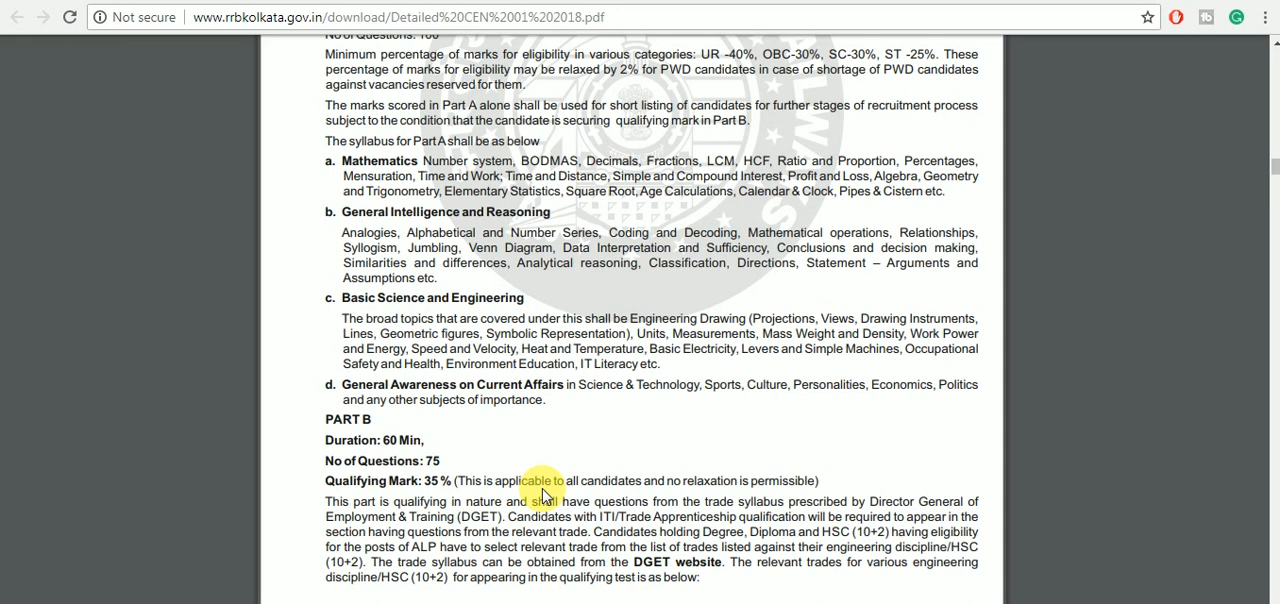 Not secure www.rrbkolkata.gov.in/download/Detailed%20CEN%2001%202018.pdf
No of Questions: 100
Minimum percentage of marks for eligibility in various categories: UR -40%, OBC-30%, SC-30%, ST -25%. These
percentage of marks for eligibility may be relaxed by 2% for PWD candidates in case of shortage of PWD candidates
against vacancies reserved for them.
The marks scored in Part A alone shall be used for short listing of candidates for further stages of recruitment process
subject to the condition that the candidate is securing qualifying mark in Part B.
The syllabus for Part A shall be as below
a. Mathematics Number system, BODMAS, Decimals, Fractions, LCM, HCF, Ratio and Proportion, Percentages,
Mensuration, Time and Work; Time and Distance, Simple and Compound Interest, Profit and Loss, Algebra, Geometry
and Trigonometry, Elementary Statistics, Square Root, Age Calculations, Calendar & Clock, Pipes & Cistern etc.
b. General Intelligence and Reasoning
Analogies, Alphabetical and Number Series, Coding and Decoding, Mathematical operations, Relationships,
Syllogism, Jumbling, Venn Diagram, Data Interpretation and Sufficiency, Conclusions and decision making,
Similarities and differences, Analytical reasoning, Classification, Directions, Statement – Arguments and
Assumptions etc.
c. Basic Science and Engineering
The broad topics that are covered under this shall be Engineering Drawing (Projections, Views, Drawing Instruments,
Lines, Geometric figures, Symbolic Representation), Units, Measurements, Mass Weight and Density, Work Power
and Energy, Speed and Velocity, Heat and Temperature, Basic Electricity, Levers and Simple Machines, Occupational
Safety and Health, Environment Education, IT Literacy etc.
d. General Awareness on Current Affairs in Science & Technology, Sports, Culture, Personalities, Economics, Politics
and any other subjects of importance.
PART B
Duration: 60 Min,
No of Questions: 75
Qualifying Mark: 35 % (This is applicable to all candidates and no relaxation is permissible)
This part is qualifying in nature and shall have questions from the trade syllabus prescribed by Director General of
Employment & Training (DGET). Candidates with ITI/Trade Apprenticeship qualification will be required to appear in the
section having questions from the relevant trade. Candidates holding Degree, Diploma and HSC (10+2) having eligibility
for the posts of ALP have to select relevant trade from the list of trades listed against their engineering discipline/HSC
(10+2). The trade syllabus can be obtained from the DGET website. The relevant trades for various engineering
discipline/HSC (10+2) for appearing in the qualifying test is as below: